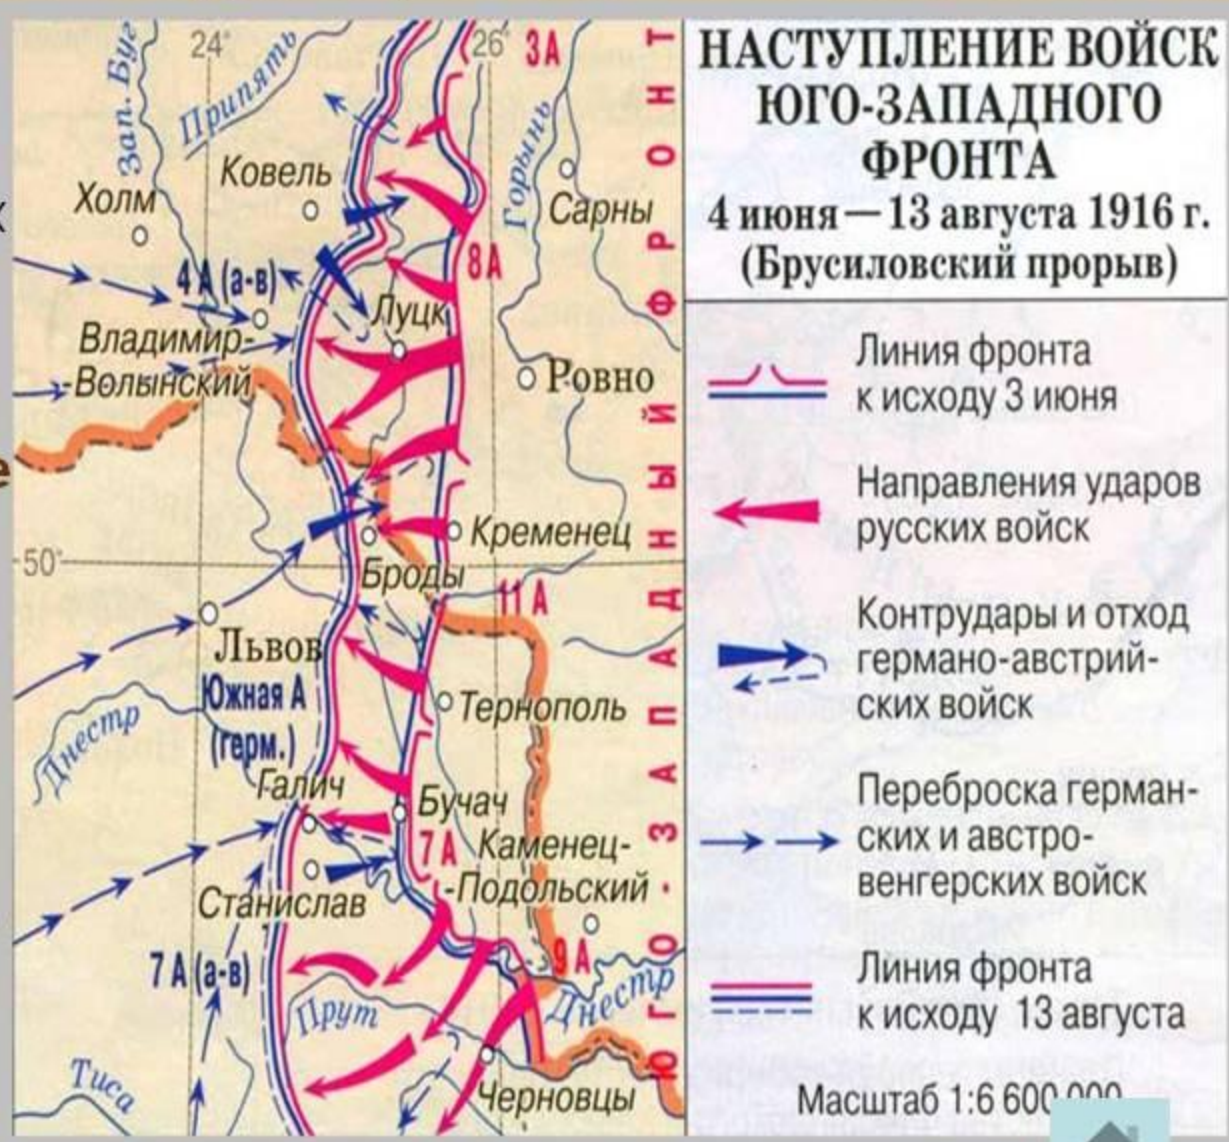 НАСТУПЛЕНИЕ ВОЙСК
ЮГО-ЗАПАДНОГО
ФРОНТА
4 июня — 13 августа 1916 г.
(Брусиловский прорыв)
Линия фронта
к исходу 3 июня
Направления ударов
русских войск
Контрудары и отход
германо-австрий-
ских войск
Переброска герман-
ских и австро-
венгерских войск
Линия фронта
к исходу 13 августа
Масштаб 1:6 600 000
24°
26°
3А
Зап. Буг
Припять
Горынь
Ковель
Холм
Сарны
х
8А
4 А (а-в)
Луцк
Владимир-
-Волынский
Ровно
е
Кременец
50°
Броды
11 А
Львов
Южная А
(герм.)
Тернополь
Днестр
Галич
Бучач
7А
Каменец-
-Подольский
Станислав
7 А (а-в)
9 А
Днестр
Прут
Тиса
Черновцы
ЮГО-ЗАПАДНЫЙ ФРОНТ